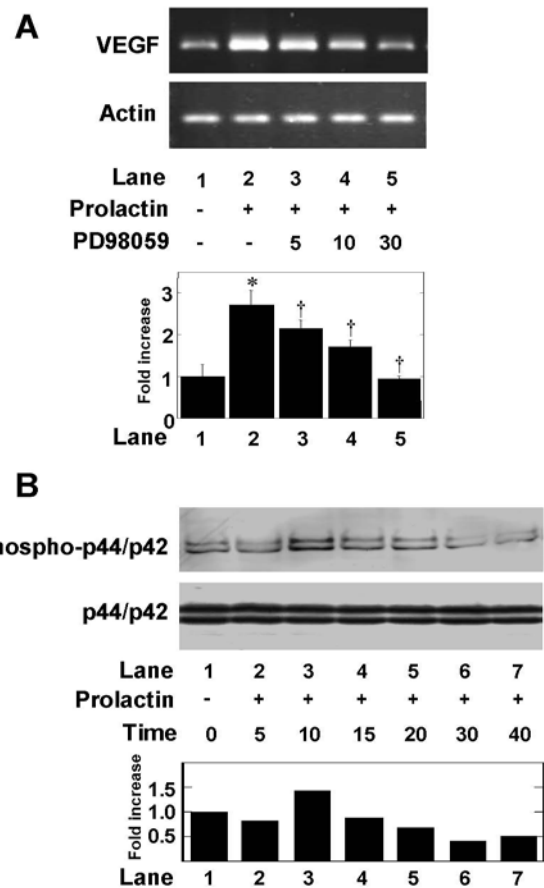 A
VEGF
Actin
Lane 1 2 3 4 5
Prolactin - + + + +
PD98059 - - 5 10 30
Fold increase
3
2
1
0
* † † †
Lane 1 2 3 4 5
B
hospho-p44/p42
p44/p42
Lane 1 2 3 4 5 6 7
Prolactin - + + + + + +
Time 0 5 10 15 20 30 40
Fold increase
1.5
1.0
0.5
Lane 1 2 3 4 5 6 7